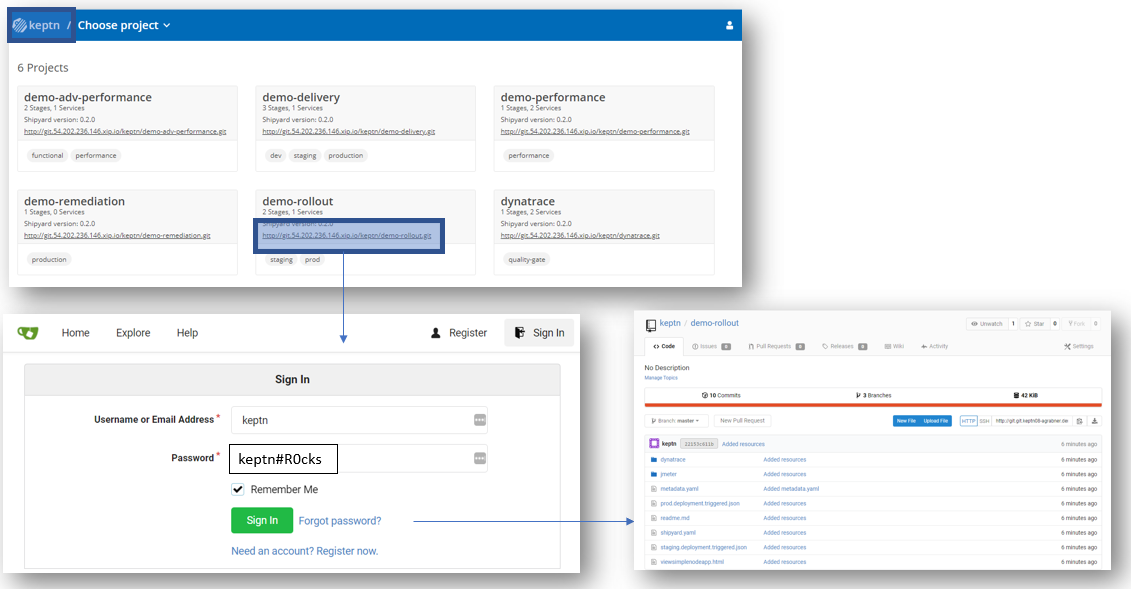 keptn / Choose project
6 Projects
demo-adv-performance
2 Stages, 1 Services
Shipyard version: 0.2.0
http://git.54.202.236.146.xip.io/keptn/demo-adv-performance.git
functional performance
demo-delivery
3 Stages, 1 Services
Shipyard version: 0.2.0
http://git.54.202.236.146.xip.io/keptn/demo-delivery.git
dev staging production
demo-performance
1 Stages, 2 Services
Shipyard version: 0.2.0
http://git.54.202.236.146.xip.io/keptn/demo-performance.git
performance
demo-remediation
1 Stages, 0 Services
Shipyard version: 0.2.0
http://git.54.202.236.146.xip.io/keptn/demo-remediation.git
production
demo-rollout
2 Stages, 1 Services
Shipyard version: 0.2.0
http://git.54.202.236.146.xip.io/keptn/demo-rollout.git
staging prod
dynatrace
1 Stages, 2 Services
Shipyard version: 0.2.0
http://git.54.202.236.146.xip.io/keptn/dynatrace.git
quality-gate
Home Explore Help Register Sign In
Sign In
Username or Email Address * keptn
Password * keptn#R0cks
Remember Me
Sign In Forgot password?
Need an account? Register now.
keptn / demo-rollout Unwatch 1 Star 0 Fork 0
Code Issues 0 Pull Requests 0 Releases 0 Wiki Activity Settings
No Description
Manage Topics
10 Commits 3 Branches 42 KiB
Branch: master New Pull Request New File Upload File HTTP SSH
keptn Added resources 6 minutes ago
dynatrace Added resources 6 minutes ago
jmeter Added resources 6 minutes ago
metadata.yaml Added metadata.yaml 6 minutes ago
prod.deployment.triggered.json Added resources 6 minutes ago
readme.md Added resources 6 minutes ago
shipyard.yaml Added resources 6 minutes ago
staging.deployment.triggered.json Added resources 6 minutes ago
viewsimplenodeapp.html Added resources 6 minutes ago